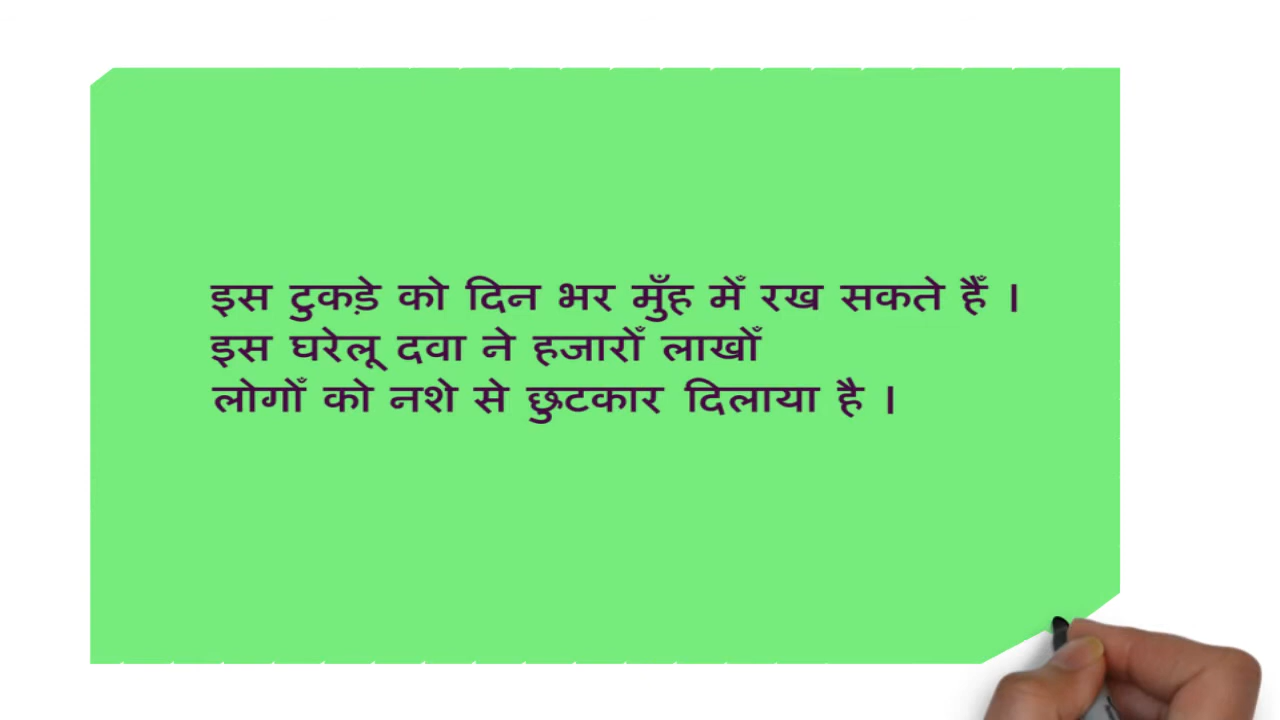 इस टुकड़े को दिन भर मुँह मेँ रख सकते हैँ ।
इस घरेलू दवा ने हजारोँ लाखोँ
लोगोँ को नशे से छुटकार दिलाया है ।